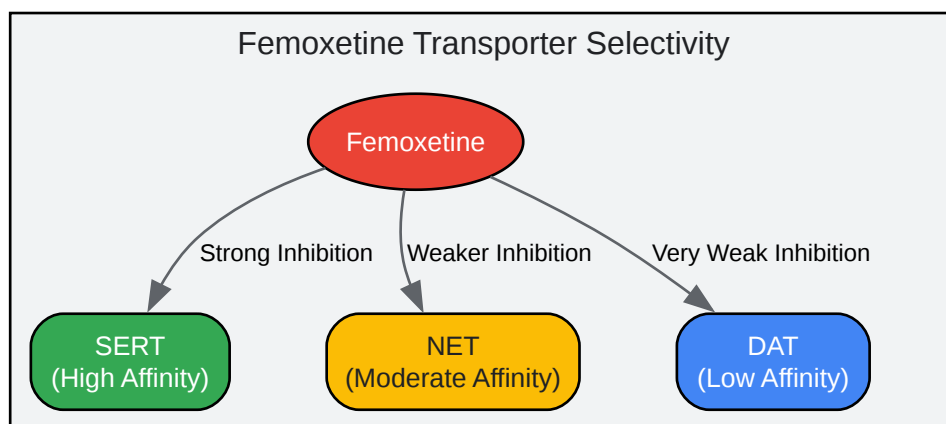 Femoxetine Transporter Selectivity
Femoxetine
Strong Inhibition
Weaker Inhibition
Very Weak Inhibition
SERT
(High Affinity)
NET
(Moderate Affinity)
DAT
(Low Affinity)